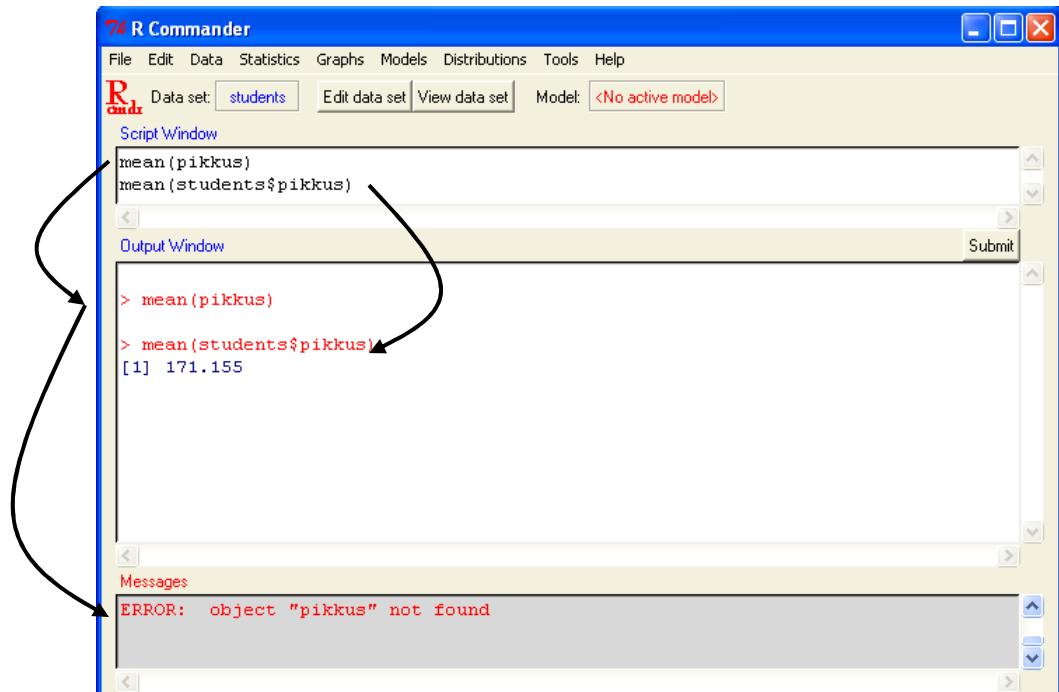 R Commander
File Edit Data Statistics Graphs Models Distributions Tools Help
R cmdr Data set: students Edit data set View data set Model: <No active model>
Script Window
mean(pikkus)
mean(students$pikkus)
Output Window Submit
> mean(pikkus)
> mean(students$pikkus)
[1] 171.155
Messages
ERROR: object "pikkus" not found